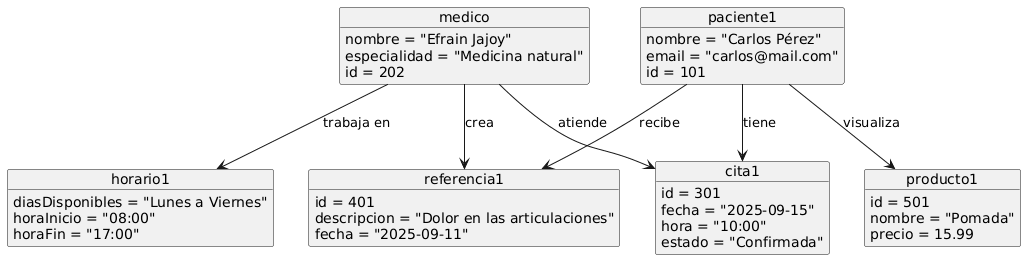 medico
nombre = "Efrain Jajoy"
especialidad = "Medicina natural"
id = 202
paciente1
nombre = "Carlos Pérez"
email = "carlos@mail.com"
id = 101
trabaja en
crea
atiende
recibe
tiene
visualiza
horario1
diasDisponibles = "Lunes a Viernes"
horaInicio = "08:00"
horaFin = "17:00"
referencia1
id = 401
descripcion = "Dolor en las articulaciones"
fecha = "2025-09-11"
cita1
id = 301
fecha = "2025-09-15"
hora = "10:00"
estado = "Confirmada"
producto1
id = 501
nombre = "Pomada"
precio = 15.99